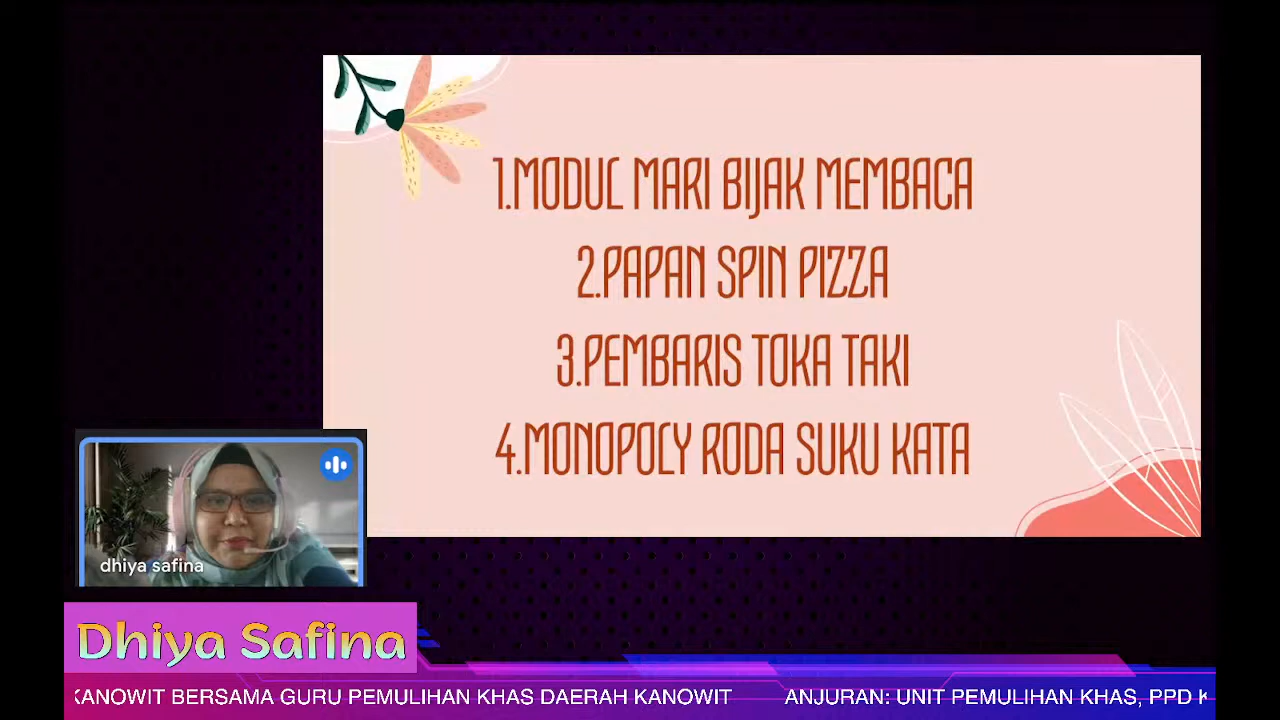 1.MODUL MARI BIJAK MEMBACA
2.PAPAN SPIN PIZZA
3.PEMBARIS TOKA TAKI
4.MONOPOLY RODA SUKU KATA
dhiya safina
Dhiya Safina
KANOWIT BERSAMA GURU PEMULIHAN KHAS DAERAH KANOWIT ANJURAN: UNIT PEMULIHAN KHAS, PPD K